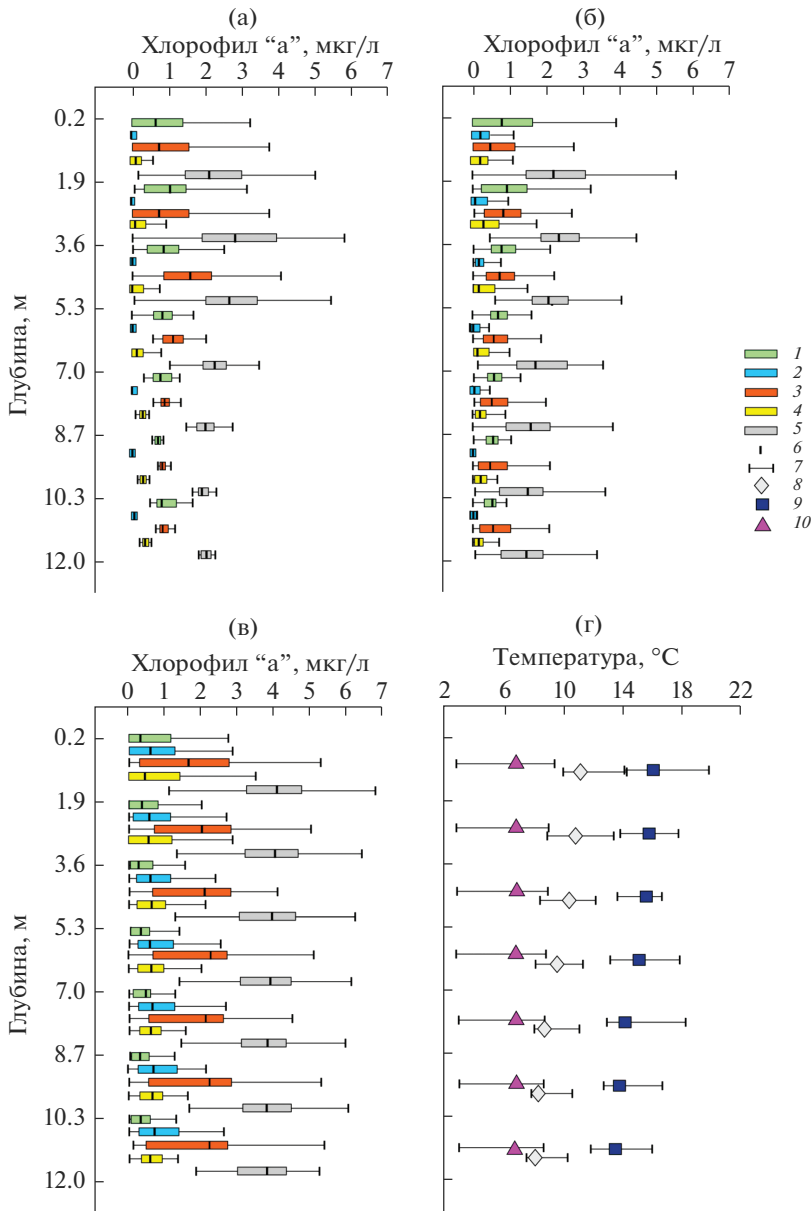 (а)
Хлорофил “а”, мкг/л
0 1 2 3 4 5 6 7
Глубина, м
0.2
1.9
3.6
5.3
7.0
8.7
10.3
12.0
(б)
Хлорофил “а”, мкг/л
0 1 2 3 4 5 6 7
1
2
3
4
5
6
7
8
9
10
(в)
Хлорофил “а”, мкг/л
0 1 2 3 4 5 6 7
Глубина, м
0.2
1.9
3.6
5.3
7.0
8.7
10.3
12.0
(г)
Температура, °C
2 6 10 14 18 22